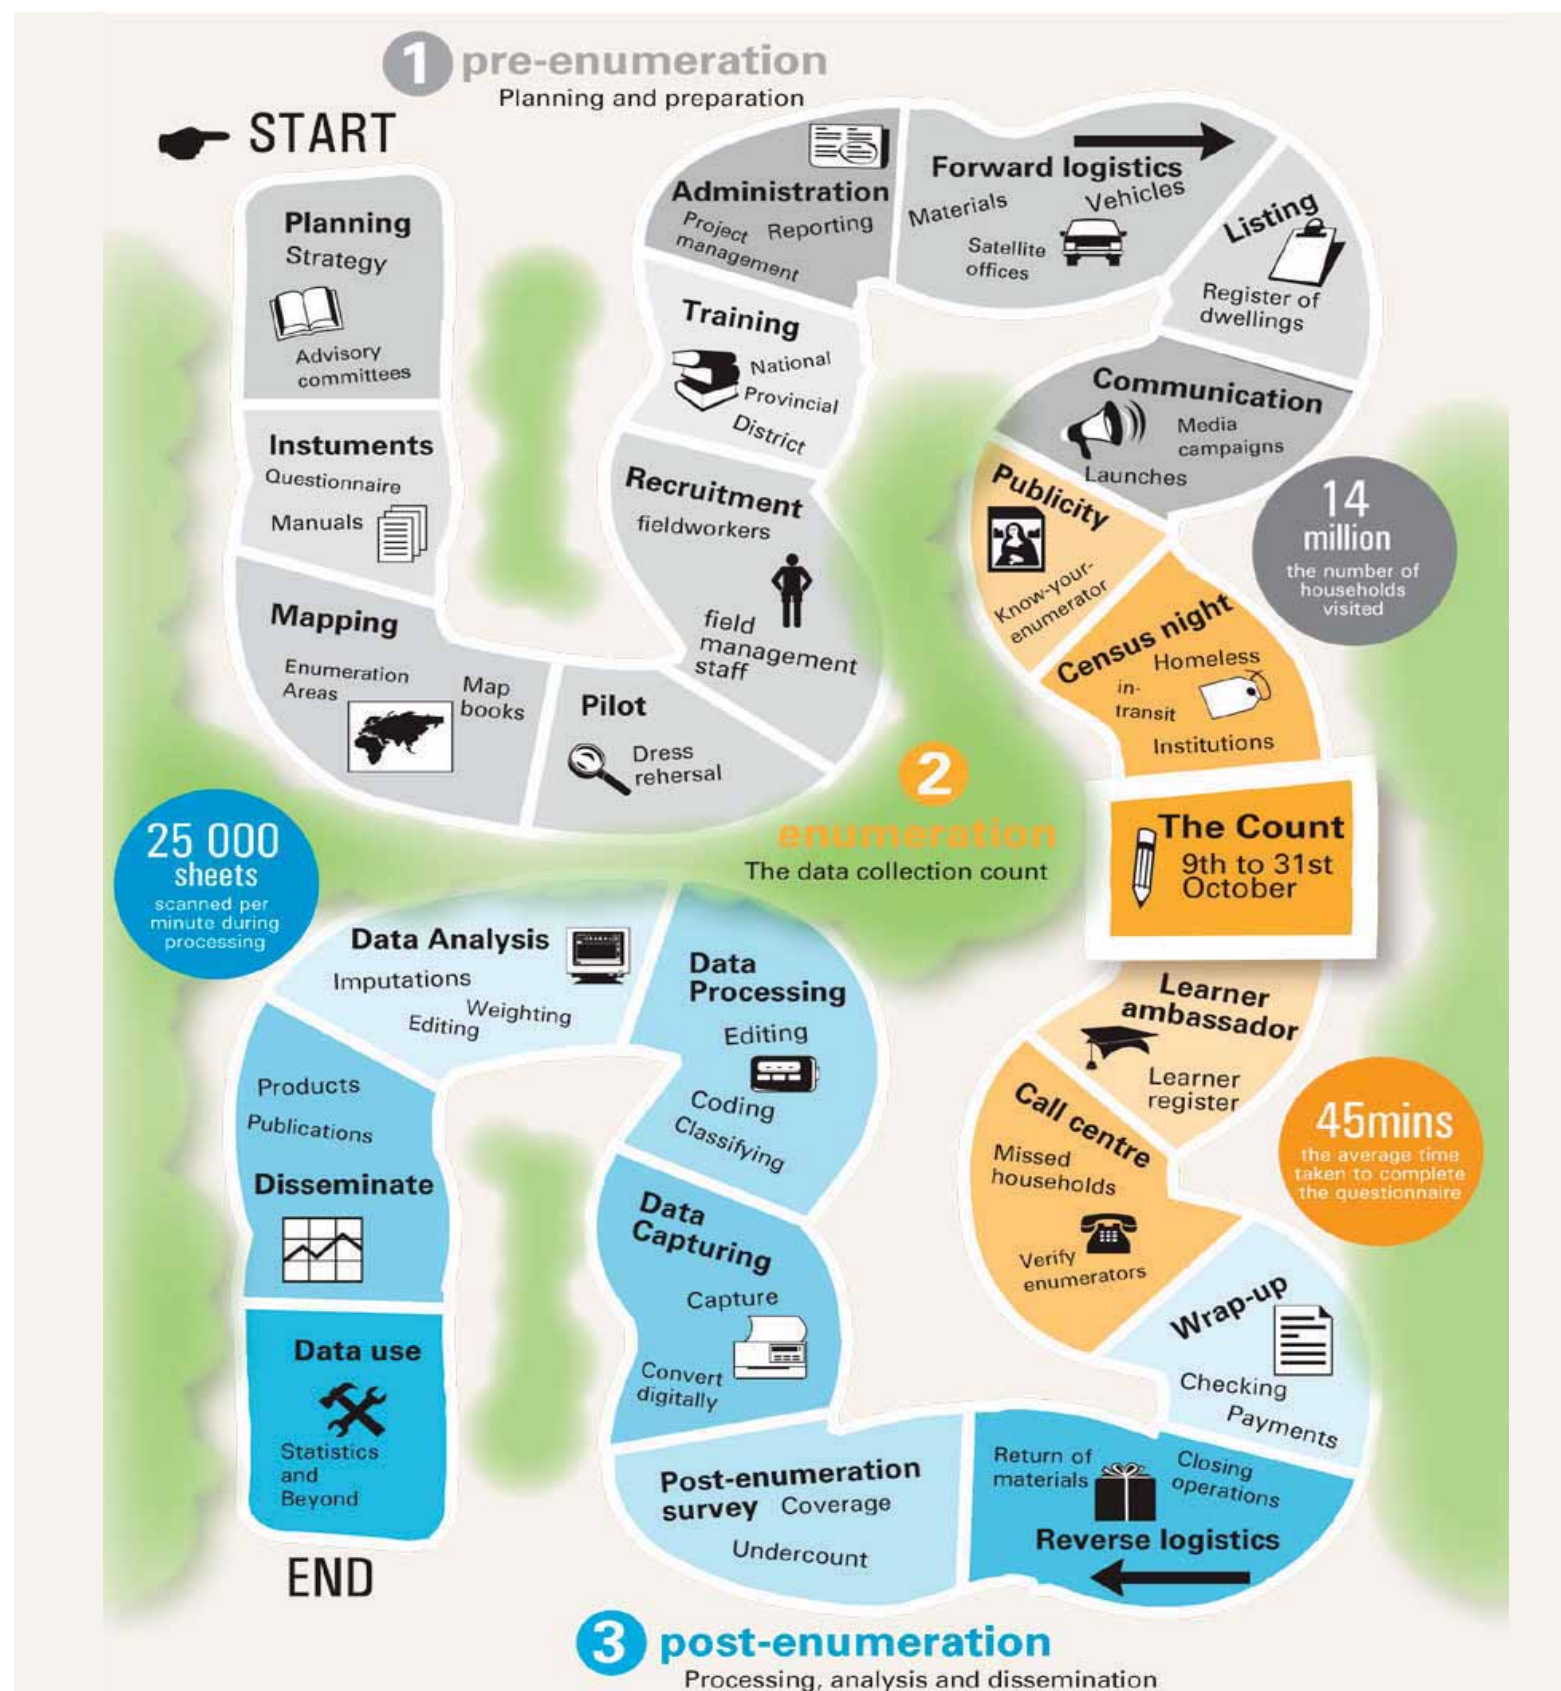 1 pre-enumeration
Planning and preparation
START
Planning
Strategy
Advisory
committees
Instuments
Questionnaire
Manuals
Mapping
Enumeration
Areas
Map
books
Pilot
Dress
rehersal
Recruitment
fieldworkers
field
management
staff
Training
National
Provincial
District
Administration
Project
management
Reporting
Forward logistics
Materials
Vehicles
Satellite
offices
Listing
Register of
dwellings
Communication
Media
campaigns
Launches
14
million
the number of
households
visited
2
enumeration
The data collection count
Publicity
Know-your-
enumerator
Census night
Homeless
in-
transit
Institutions
The Count
9th to 31st
October
Learner
ambassador
Learner
register
Call centre
Missed
households
Verify
enumerators
45mins
the average time
taken to complete
the questionnaire
Wrap-up
Checking
Payments
Return of
materials
Closing
operations
Reverse logistics
Post-enumeration
survey Coverage
Undercount
Data
Capturing
Capture
Convert
digitally
Data
Processing
Editing
Coding
Classifying
Data Analysis
Imputations
Weighting
Editing
25 000
sheets
scanned per
minute during
processing
Products
Publications
Disseminate
Data use
Statistics
and
Beyond
END
3 post-enumeration
Processing, analysis and dissemination